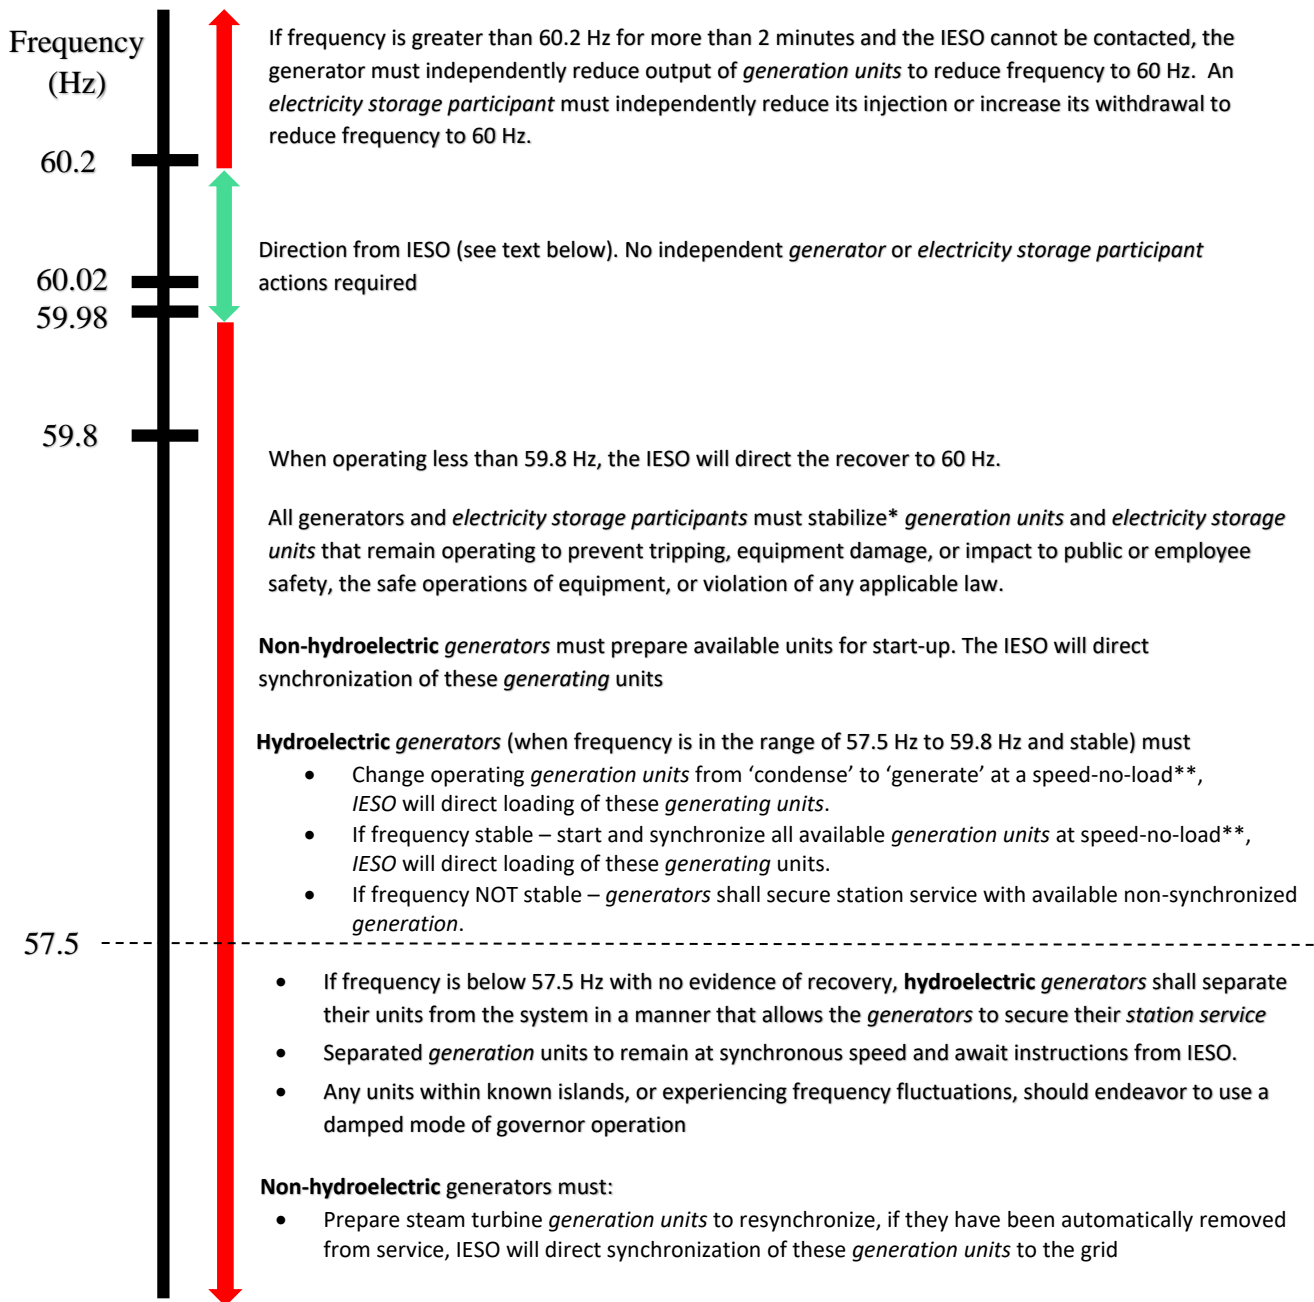 Frequency
(Hz)
If frequency is greater than 60.2 Hz for more than 2 minutes and the IESO cannot be contacted, the
generator must independently reduce output of generation units to reduce frequency to 60 Hz.  An
electricity storage participant must independently reduce its injection or increase its withdrawal to
reduce frequency to 60 Hz.
60.2
Direction from IESO (see text below). No independent generator or electricity storage participant
actions required
60.02
59.98
59.8
When operating less than 59.8 Hz, the IESO will direct the recover to 60 Hz.
All generators and electricity storage participants must stabilize* generation units and electricity storage
units that remain operating to prevent tripping, equipment damage, or impact to public or employee
safety, the safe operations of equipment, or violation of any applicable law.
Non-hydroelectric generators must prepare available units for start-up. The IESO will direct
synchronization of these generating units
Hydroelectric generators (when frequency is in the range of 57.5 Hz to 59.8 Hz and stable) must
• Change operating generation units from ‘condense’ to ‘generate’ at a speed-no-load**,
IESO will direct loading of these generating units.
• If frequency stable – start and synchronize all available generation units at speed-no-load**,
IESO will direct loading of these generating units.
• If frequency NOT stable – generators shall secure station service with available non-synchronized
generation.
57.5
• If frequency is below 57.5 Hz with no evidence of recovery, hydroelectric generators shall separate
their units from the system in a manner that allows the generators to secure their station service
• Separated generation units to remain at synchronous speed and await instructions from IESO.
• Any units within known islands, or experiencing frequency fluctuations, should endeavor to use a
damped mode of governor operation
Non-hydroelectric generators must:
• Prepare steam turbine generation units to resynchronize, if they have been automatically removed
from service, IESO will direct synchronization of these generation units to the grid